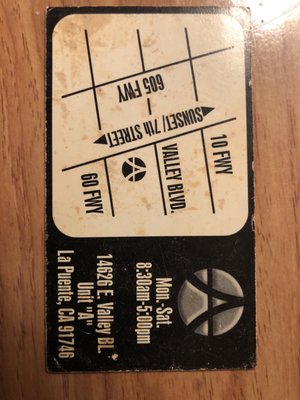 605 FWY
SUNSET/7th STREET
10 FWY
VALLEY BLVD.
60 FWY
Mon.-Sat.
8:30am-5:00pm
14626 E. Valley BL.
Unit "A"
La Puente, CA 91746